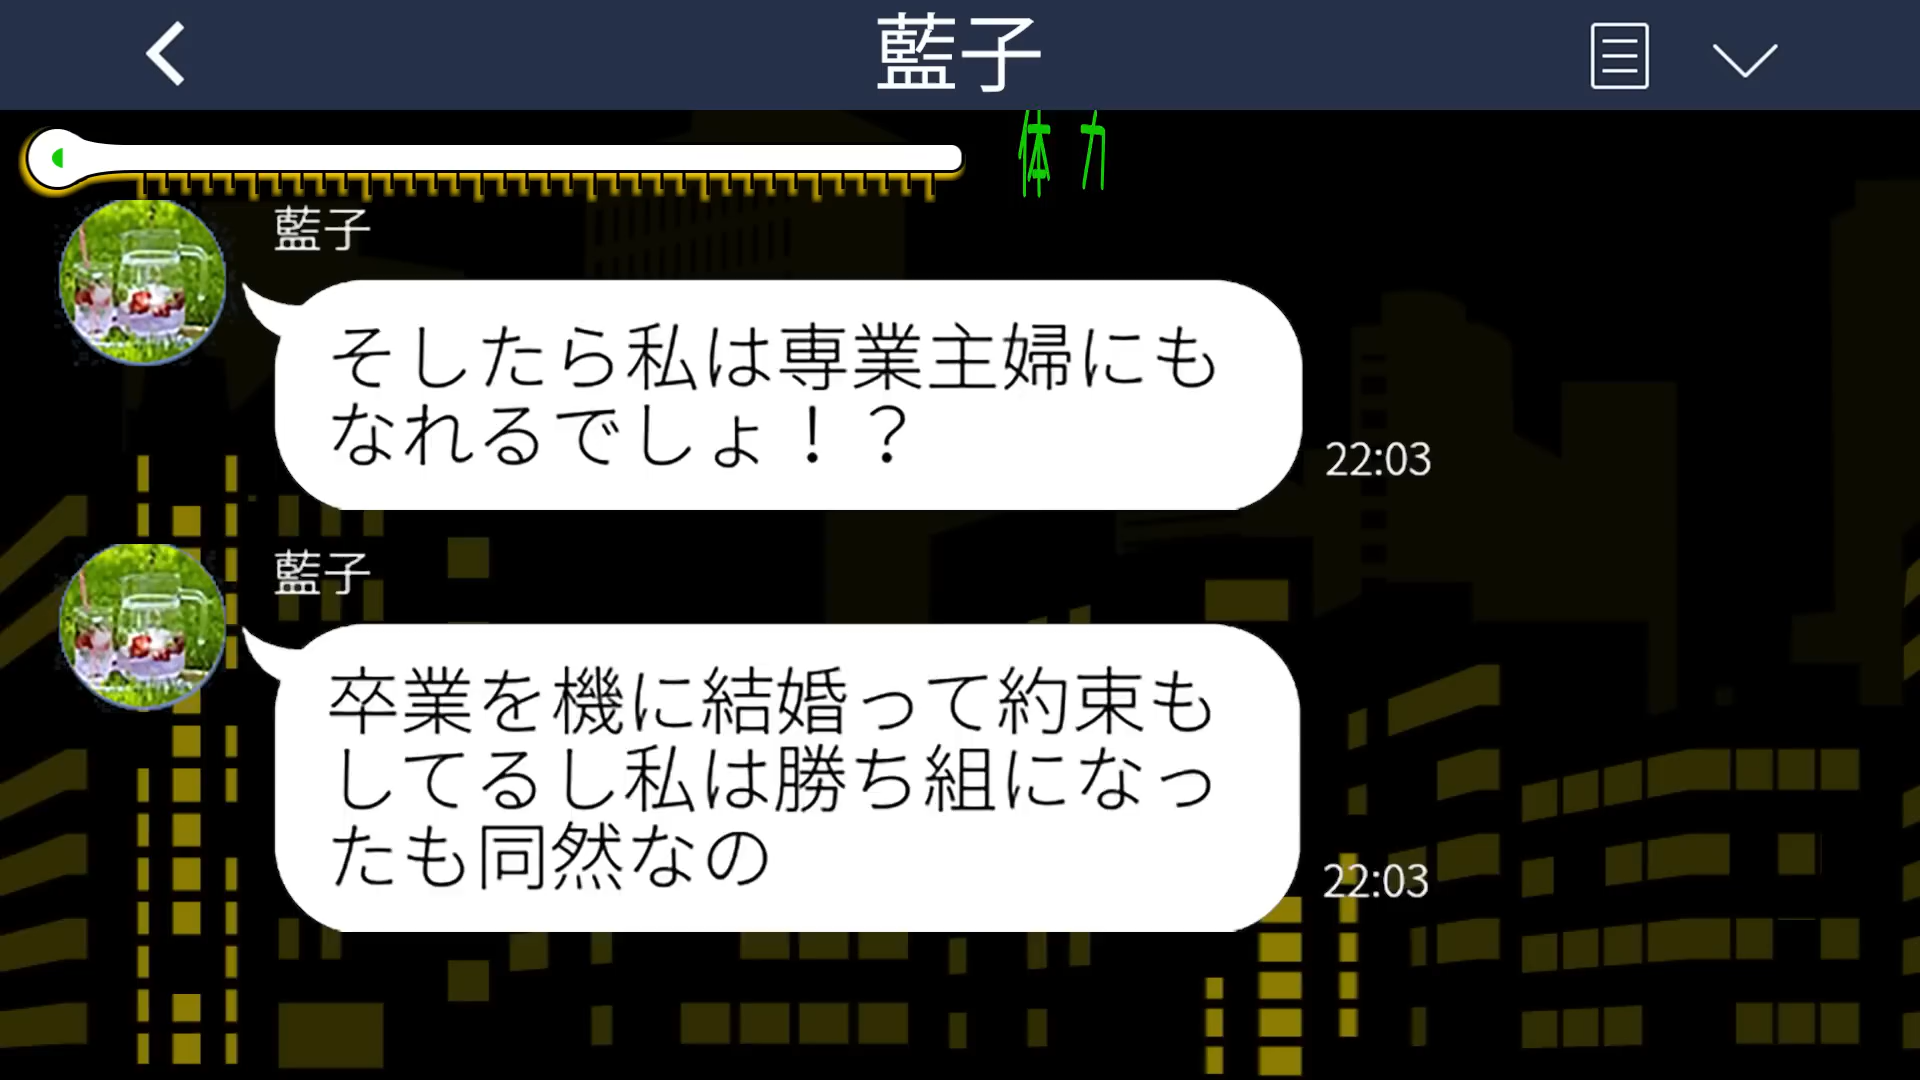 藍子
体力
藍子
そしたら私は専業主婦にも
なれるでしょ！？
22:03
藍子
卒業を機に結婚って約束も
してるし私は勝ち組になっ
たも同然なの
22:03